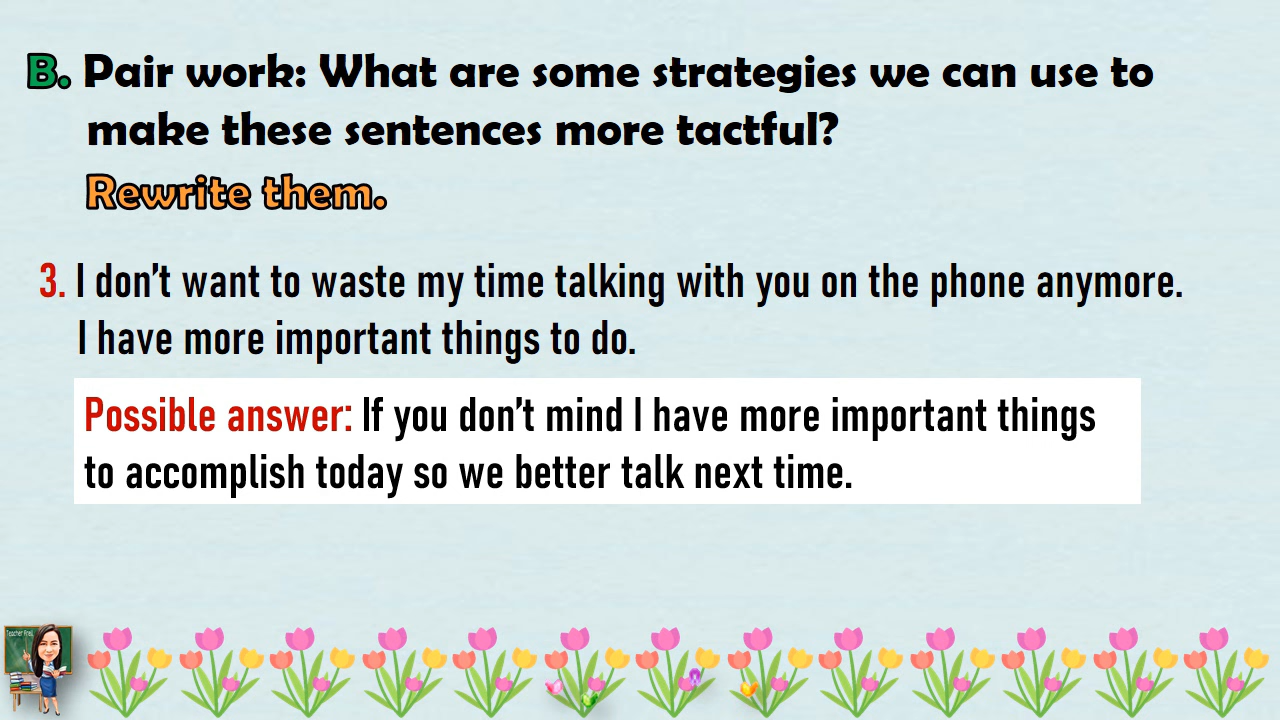 B. Pair work: What are some strategies we can use to
make these sentences more tactful?
Rewrite them.
3. I don’t want to waste my time talking with you on the phone anymore.
I have more important things to do.
Possible answer: If you don’t mind I have more important things
to accomplish today so we better talk next time.